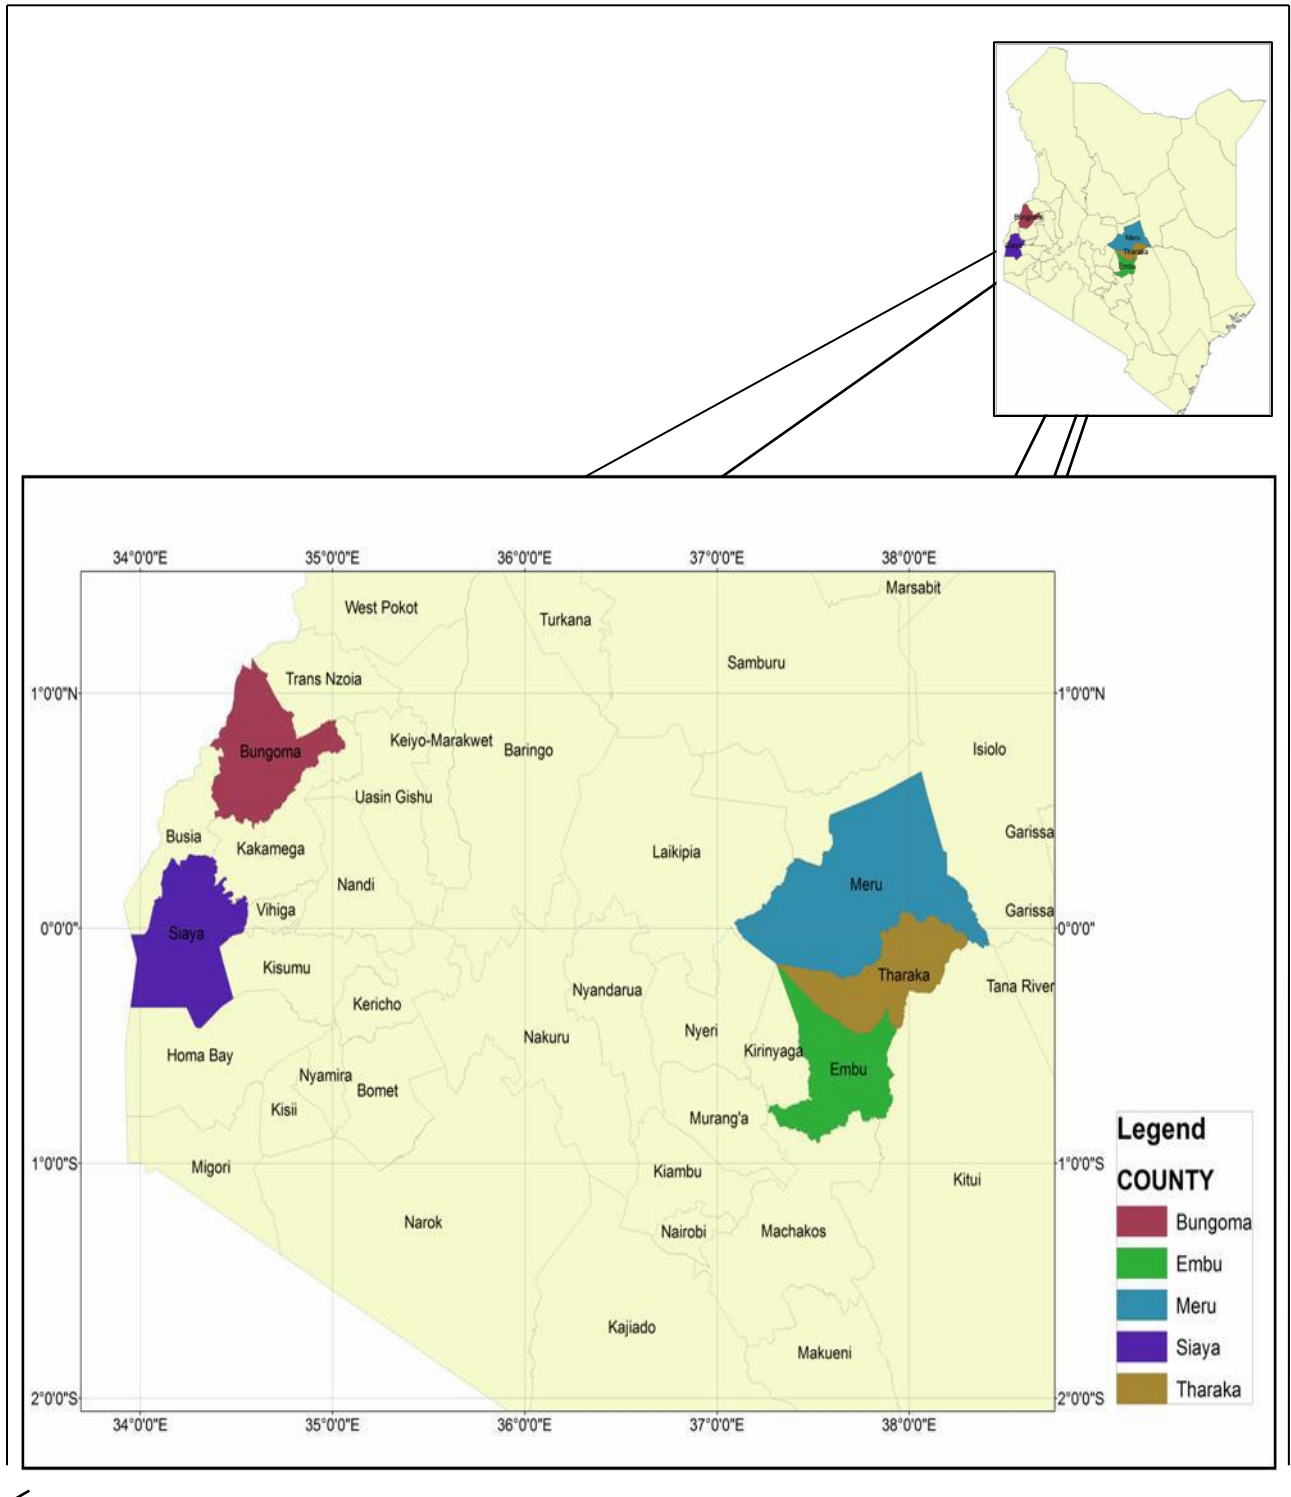 Bungoma
Siaya
Meru
Tharaka
Embu
34°0'0"E 35°0'0"E 36°0'0"E 37°0'0"E 38°0'0"E
Marsabit
West Pokot
Turkana
Samburu
Trans Nzoia
1°0'0"N 1°0'0"N
Keiyo-Marakwet
Bungoma
Baringo
Isiolo
Uasin Gishu
Busia
Garissa
Kakamega
Laikipia
Nandi
Meru
Vihiga
Garissa
0°0'0" 0°0'0"
Siaya
Kisumu
Tharaka
Tana River
Nyandarua
Kericho
Nyeri
Nakuru
Kirinyaga
Homa Bay
Embu
Nyamira
Bomet
Kisii
Murang'a
Legend
1°0'0"S 1°0'0"S
Migori
Kiambu
Kitui
COUNTY
Narok
Bungoma
Nairobi
Machakos
Embu
Meru
Kajiado
Siaya
Makueni
Tharaka
2°0'0"S 2°0'0"S
34°0'0"E 35°0'0"E 36°0'0"E 37°0'0"E 38°0'0"E